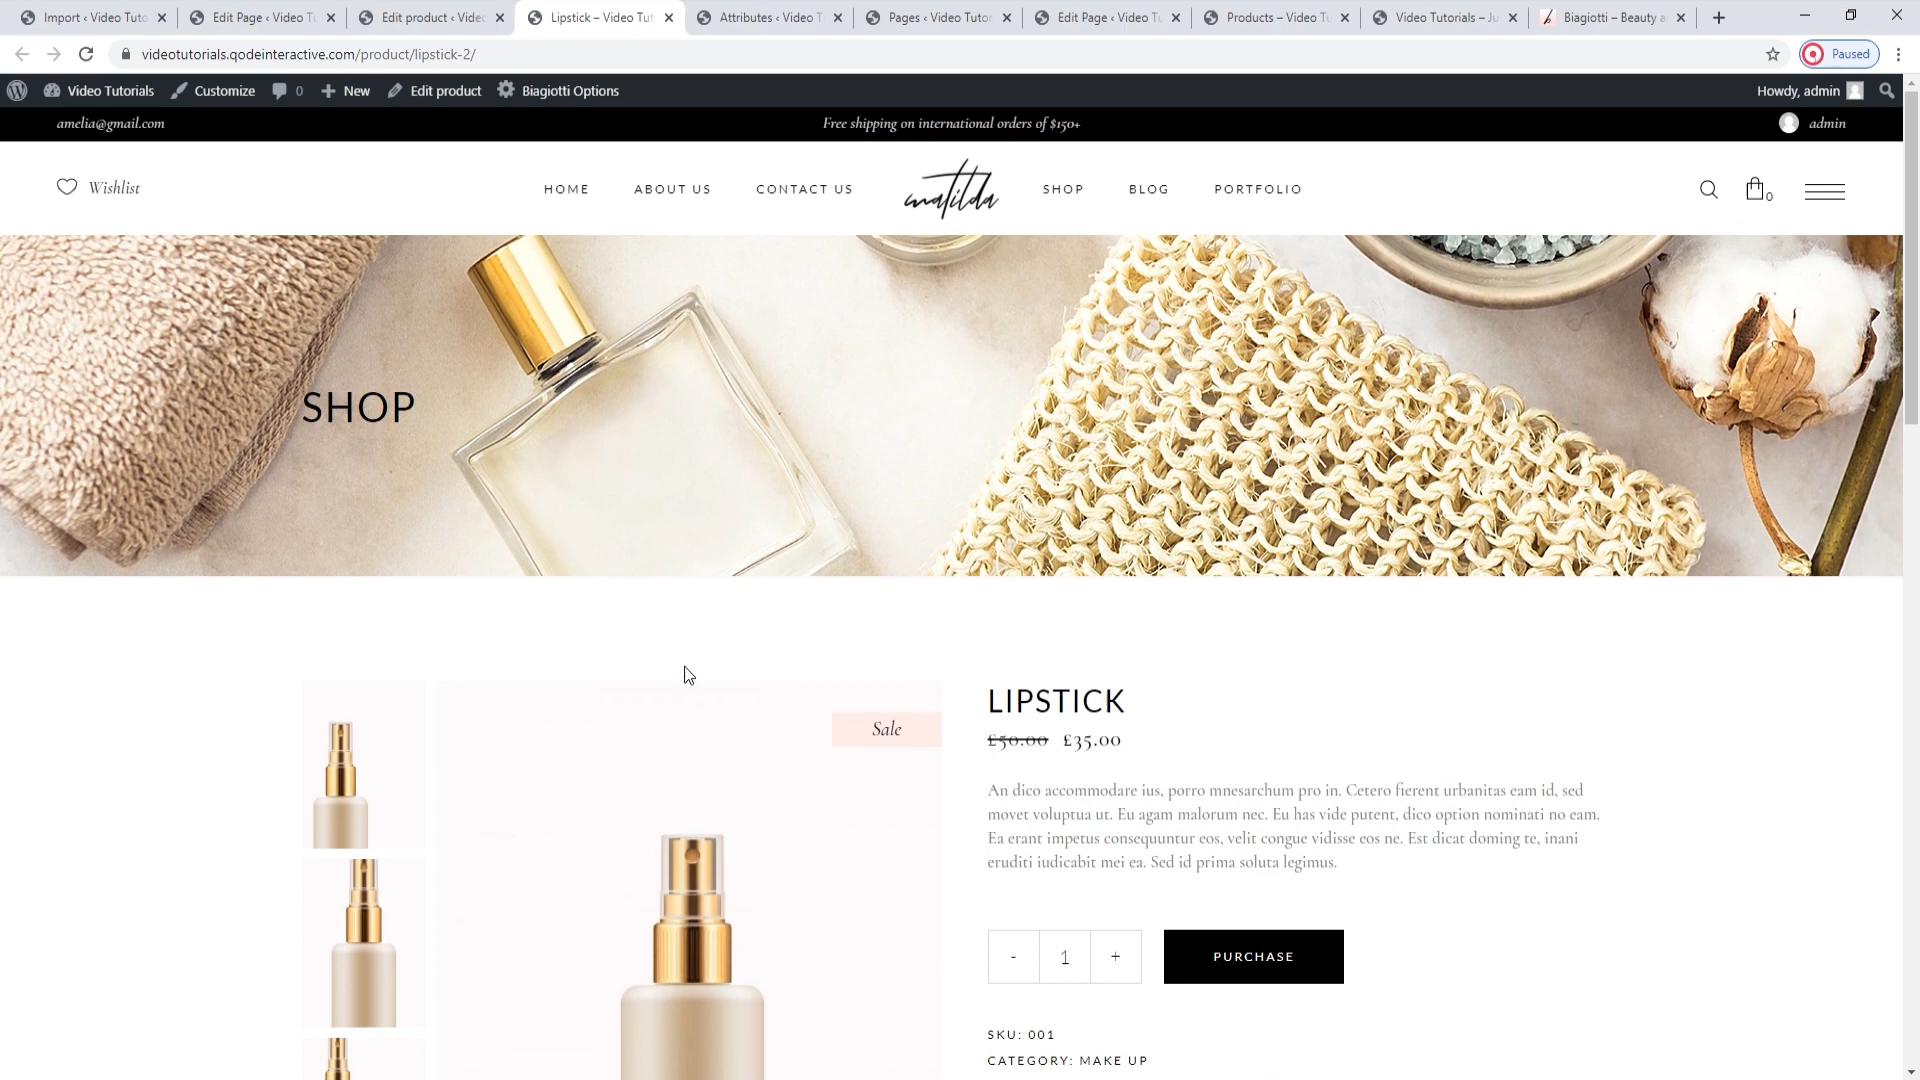 Import ‹ Video Tuto
Edit Page ‹ Video Tu
Edit product ‹ Videc
Lipstick – Video Tut
Attributes ‹ Video T
Pages ‹ Video Tutor
Edit Page ‹ Video Tu
Products – Video Tu
Video Tutorials – Ju
Biagiotti – Beauty a
videotutorials.qodeinteractive.com/product/lipstick-2/
Paused
Video Tutorials
Customize
0
New
Edit product
Biagiotti Options
Howdy, admin
amelia@gmail.com
Free shipping on international orders of $150+
admin
Wishlist
HOME
ABOUT US
CONTACT US
matilda
SHOP
BLOG
PORTFOLIO
0
SHOP
Sale
LIPSTICK
£50.00 £35.00
An dico accommodare ius, porro mnesarchum pro in. Cetero fierent urbanitas eam id, sed
movet voluptua ut. Eu agam malorum nec. Eu has vide putent, dico option nominati no eam.
Ea erant impetus consequuntur eos, velit congue vidisse eos ne. Est dicat doming te, inani
eruditi iudicabit mei ea. Sed id prima soluta legimus.
- 1 +
PURCHASE
SKU: 001
CATEGORY: MAKE UP